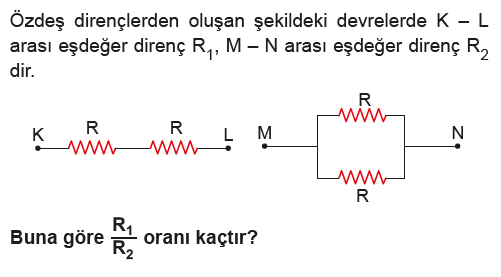 Özdeş dirençlerden oluşan şekildeki devrelerde K – L
arası eşdeğer direnç R₁, M – N arası eşdeğer direnç R₂
dir.
K R R L
M R N
R
Buna göre R₁/R₂ oranı kaçtır?